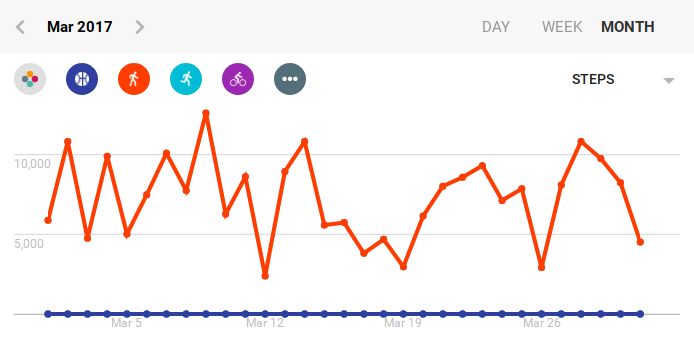 Mar 2017
DAY WEEK MONTH
STEPS
10,000
5,000
Mar 5 Mar 12 Mar 19 Mar 26